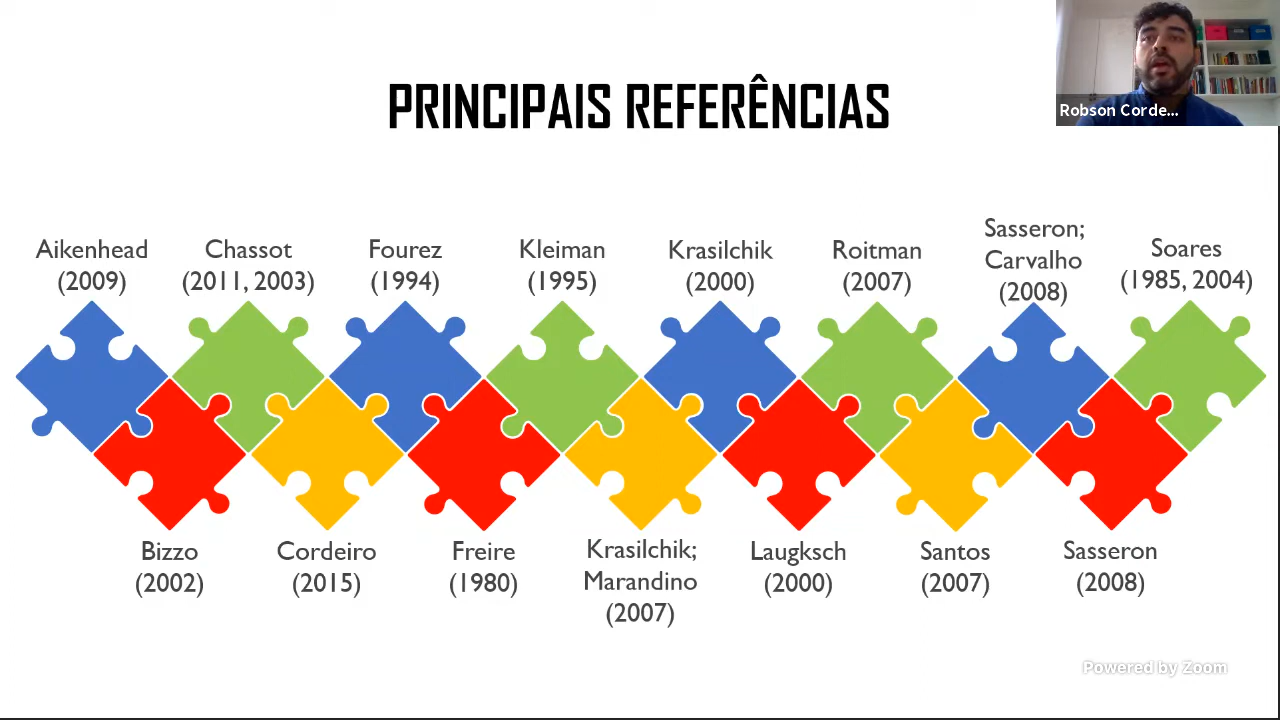 PRINCIPAIS REFERÊNCIAS
Robson Corde...
Aikenhead
(2009)
Chassot
(2011, 2003)
Fourez
(1994)
Kleiman
(1995)
Krasilchik
(2000)
Roitman
(2007)
Sasseron;
Carvalho
(2008)
Soares
(1985, 2004)
Bizzo
(2002)
Cordeiro
(2015)
Freire
(1980)
Krasilchik;
Marandino
(2007)
Laugksch
(2000)
Santos
(2007)
Sasseron
(2008)
Powered by Zoom